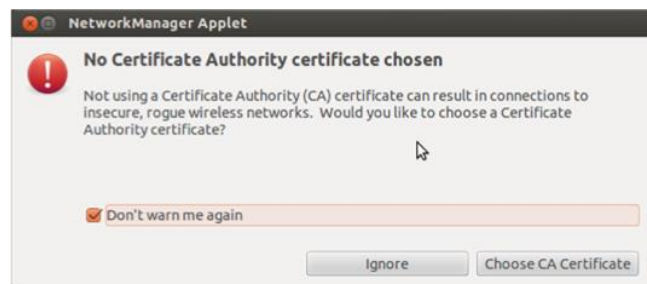 NetworkManager Applet
No Certificate Authority certificate chosen
Not using a Certificate Authority (CA) certificate can result in connections to
insecure, rogue wireless networks.  Would you like to choose a Certificate
Authority certificate?
Don't warn me again
Ignore
Choose CA Certificate